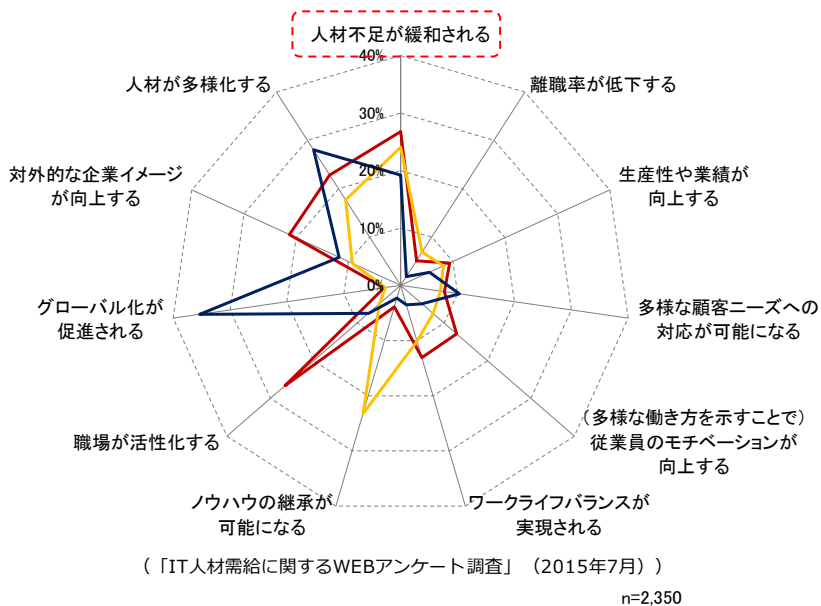 人材不足が緩和される
40%
人材が多様化する
離職率が低下する
30%
対外的な企業イメージ
が向上する
生産性や業績が
向上する
20%
10%
0%
グローバル化が
促進される
多様な顧客ニーズへの
対応が可能になる
(多様な働き方を示すことで)
従業員のモチベーションが
向上する
職場が活性化する
ノウハウの継承が
可能になる
ワークライフバランスが
実現される
(「IT人材需給に関するWEBアンケート調査」(2015年7月))
n=2,350